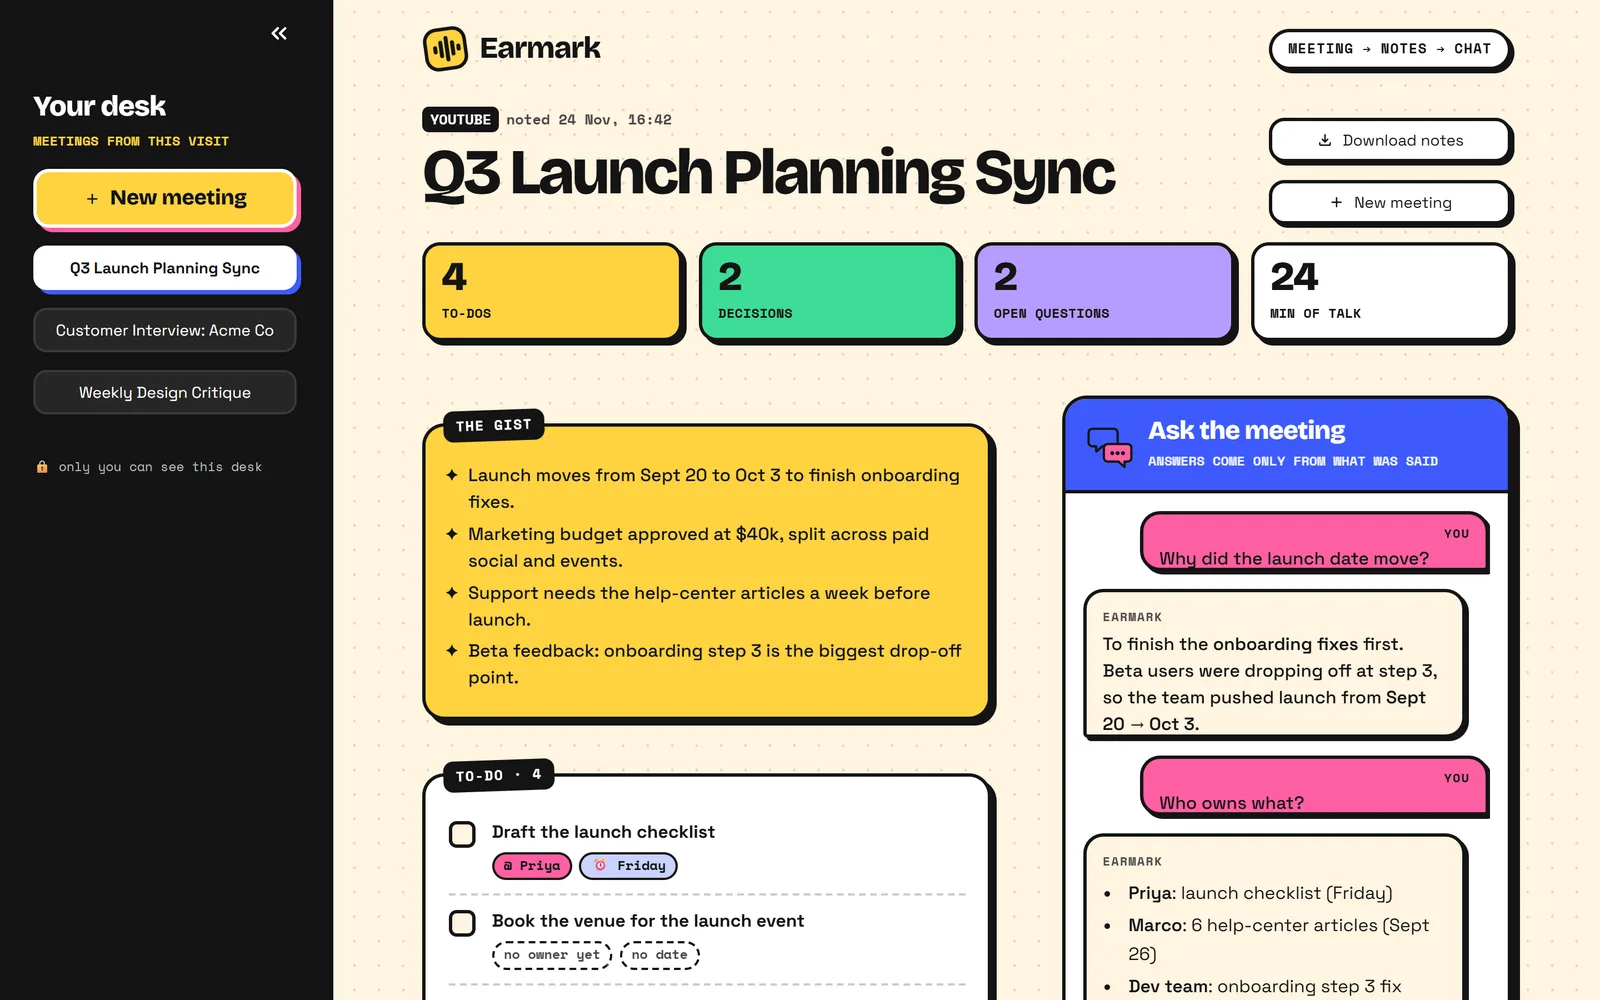 Your desk
MEETINGS FROM THIS VISIT
+ New meeting
Q3 Launch Planning Sync
Customer Interview: Acme Co
Weekly Design Critique
🔒 only you can see this desk
Earmark
MEETING → NOTES → CHAT
YOUTUBE noted 24 Nov, 16:42
Q3 Launch Planning Sync
Download notes
+ New meeting
4
TO-DOS
2
DECISIONS
2
OPEN QUESTIONS
24
MIN OF TALK
THE GIST
✦ Launch moves from Sept 20 to Oct 3 to finish onboarding
fixes.
✦ Marketing budget approved at $40k, split across paid
social and events.
✦ Support needs the help-center articles a week before
launch.
✦ Beta feedback: onboarding step 3 is the biggest drop-off
point.
TO-DO · 4
Draft the launch checklist
@ Priya ⏰ Friday
Book the venue for the launch event
no owner yet no date
Ask the meeting
ANSWERS COME ONLY FROM WHAT WAS SAID
YOU
Why did the launch date move?
EARMARK
To finish the onboarding fixes first.
Beta users were dropping off at step 3,
so the team pushed launch from Sept
20 → Oct 3.
YOU
Who owns what?
EARMARK
• Priya: launch checklist (Friday)
• Marco: 6 help-center articles (Sept
26)
• Dev team: onboarding step 3 fix